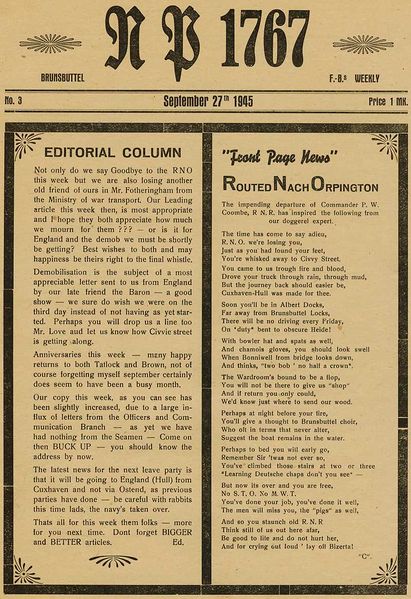 N P 1767
BRUNSBUTTEL
F.-B.s WEEKLY
No. 3
September 27th 1945
Price 1 MK.
EDITORIAL COLUMN
Not only do we say Goodbye to the RNO
this week but we are also losing another
old friend of ours in Mr. Fotheringham from
the Ministry of war transport. Our Leading
article this week then, is most appropriate
and I hope they both appreciate how much
we mourn for them ??? — or is it for
England and the demob we must be shortly
be getting? Best wishes to both and may
happiness be theirs right to the final whistle.
Demobilisation is the subject of a most
appreciable letter sent to us from England
by our late friend the Baron — a good
show — we sure do wish we were on the
third day instead of not having as yet star-
ted. Perhaps you will drop us a line too
Mr. Love and let us know how Civvie street
is getting along.
Anniversaries this week — many happy
returns to both Tatlock and Brown, not of
course forgetting myself september certainly
does seem to have been a busy month.
Our copy this week, as you can see has
been slightly increased, due to a large in-
flux of letters from the Officers and Com-
munication Branch — as yet we have
had nothing from the Seamen — Come on
then BUCK UP — you should know the
address by now.
The latest news for the next leave party is
that it will be going to England (Hull) from
Cuxhaven and not via Ostend, as previous
parties have done — be careful with rabbits
this time lads, the navy's taken over.
Thats all for this week them folks — more
for you next time. Dont forget BIGGER
and BETTER articles. Ed.
"Front Page News"
ROUTED NACH ORPINGTON
The impending departure of Commander P. W.
Coombe, R N R. has inspired the following from
our doggerel expert.
The time has come to say adieu,
R.N.O. we're losing you,
Just as you had found your feet,
You're whisked away to Civvy Street.
You came to us trough fire and blood,
Drove your truck through rain, through mud,
But the journey back should easier be,
Cuxhaven-Hull was made for thee.
Soon you'll be in Albert Docks,
Far away from Brunsbuttel Locks,
There will be no driving every Friday,
On 'duty' bent to obscure Heide!
With bowler hat and spats as well,
And chamois gloves, you should look swell
When Bonniwell from bridge looks down,
And thinks, "two bob ' no half a crown".
The Wardroom's bound to be a flop,
You will not be there to give us "shop"
And it return you only could,
We'd know just where to send our wood.
Perhaps at night before your fire,
You'll give a thought to Brunsbuttel choir,
Who oft in terms that never alter,
Suggest the boat remains in the water.
Perhaps to bed you will early go,
Remember Sir 'twas not ever so,
You've climbed those stairs at two or three
"Learning Deutche chaps don't you see" —
But now its over and you are free,
No S. T. O. No M. W. T.
You've done your job, you've done it well,
The men will miss you, the "pigs" as well,
And so you staunch old R. N. R
Think still of us out here afar,
Be good to life and do not hurt her,
And for crying out loud ' lay off Bizerta!
"C".